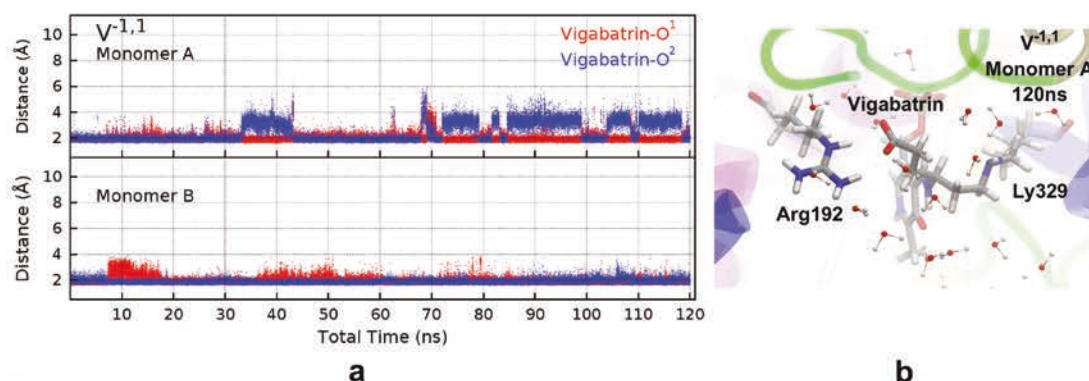 V-1,1
Monomer A
Vigabatrin-O1
Vigabatrin-O2
Distance (Å)
10
8
6
4
2
Monomer B
Distance (Å)
10
8
6
4
2
10 20 30 40 50 60 70 80 90 100 110 120
Total Time (ns)
a
V-1,1
Monomer A
120ns
Vigabatrin
Arg192
Ly329
b